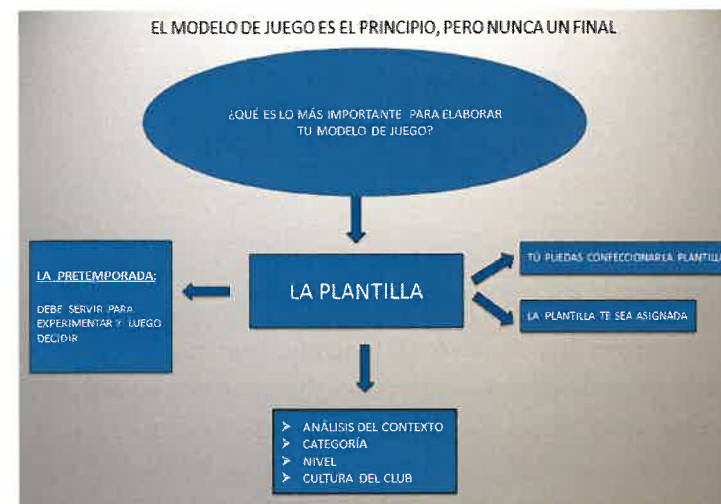 EL MODELO DE JUEGO ES EL PRINCIPIO, PERO NUNCA UN FINAL
¿QUÉ ES LO MÁS IMPORTANTE PARA ELABORAR
TU MODELO DE JUEGO?
LA PRETEMPORADA:
DEBE SERVIR PARA
EXPERIMENTAR Y LUEGO
DECIDIR
LA PLANTILLA
TÚ PUEDAS CONFECCIONAR LA PLANTILLA
LA PLANTILLA TE SEA ASIGNADA
➢ ANÁLISIS DEL CONTEXTO
➢ CATEGORÍA
➢ NIVEL
➢ CULTURA DEL CLUB